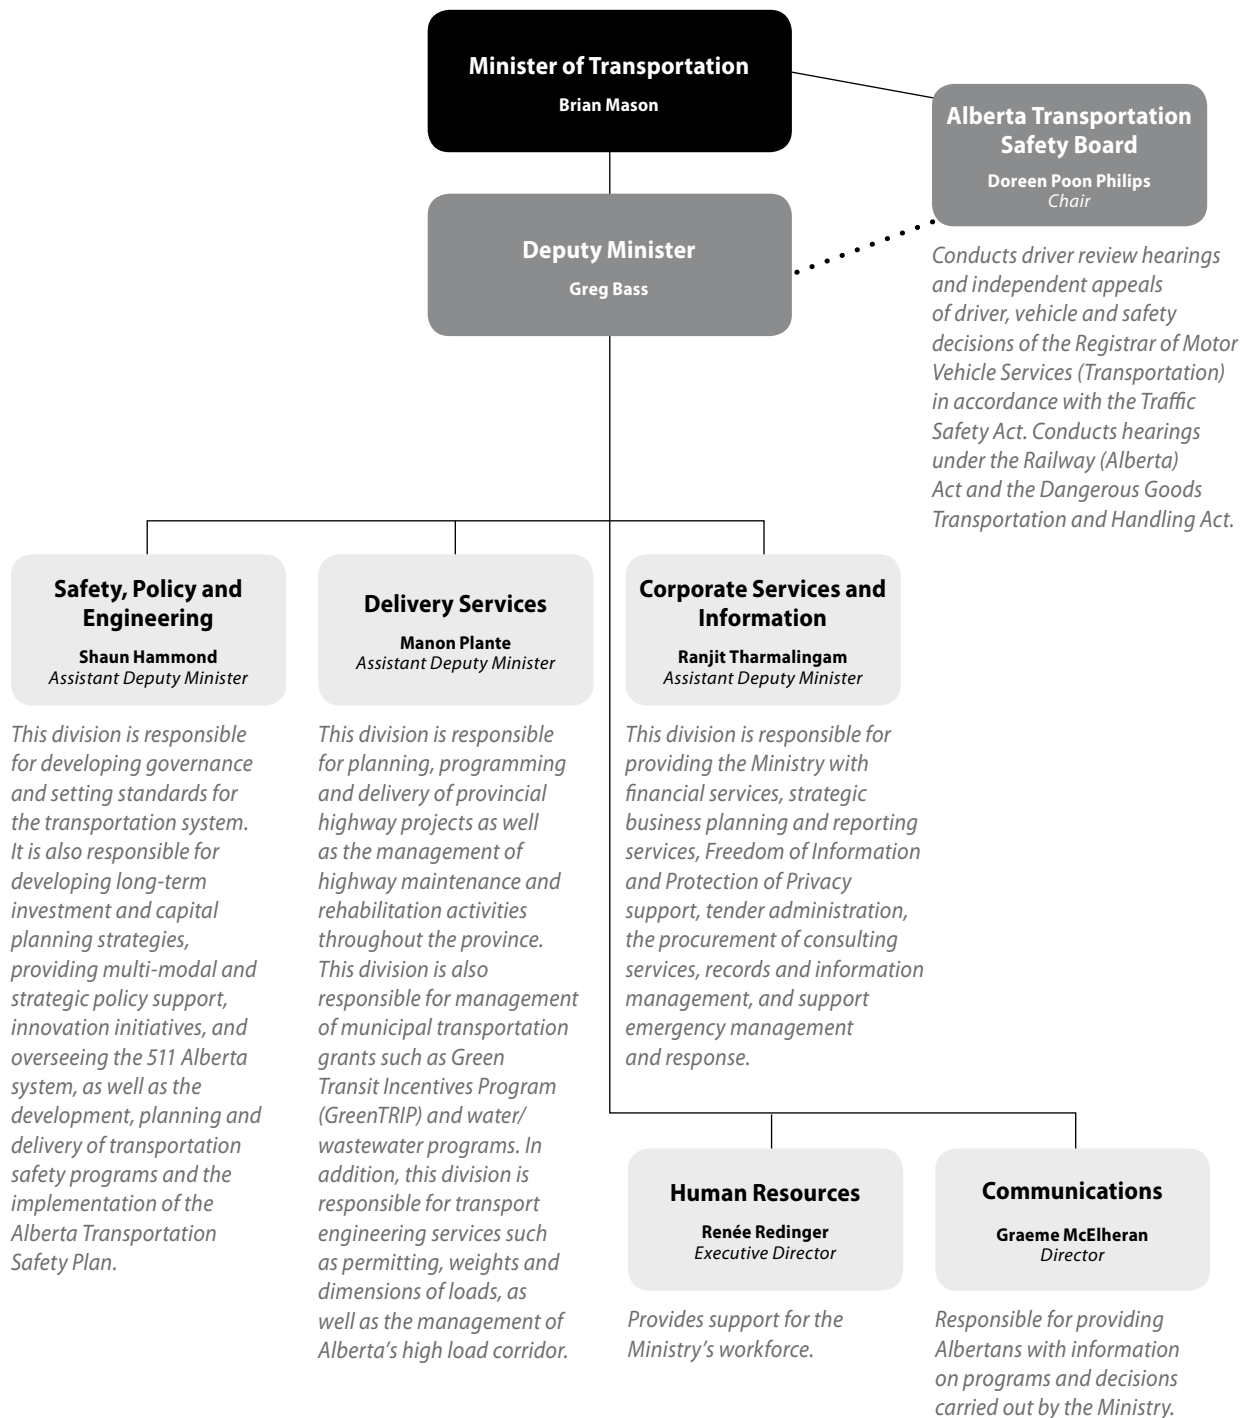 Minister of Transportation
Brian Mason
Alberta Transportation
Safety Board
Doreen Poon Philips
Chair
Conducts driver review hearings
and independent appeals
of driver, vehicle and safety
decisions of the Registrar of Motor
Vehicle Services (Transportation)
in accordance with the Traffic
Safety Act. Conducts hearings
under the Railway (Alberta)
Act and the Dangerous Goods
Transportation and Handling Act.
Deputy Minister
Greg Bass
Safety, Policy and
Engineering
Shaun Hammond
Assistant Deputy Minister
This division is responsible
for developing governance
and setting standards for
the transportation system.
It is also responsible for
developing long-term
investment and capital
planning strategies,
providing multi-modal and
strategic policy support,
innovation initiatives, and
overseeing the 511 Alberta
system, as well as the
development, planning and
delivery of transportation
safety programs and the
implementation of the
Alberta Transportation
Safety Plan.
Delivery Services
Manon Plante
Assistant Deputy Minister
This division is responsible
for planning, programming
and delivery of provincial
highway projects as well
as the management of
highway maintenance and
rehabilitation activities
throughout the province.
This division is also
responsible for management
of municipal transportation
grants such as Green
Transit Incentives Program
(GreenTRIP) and water/
wastewater programs. In
addition, this division is
responsible for transport
engineering services such
as permitting, weights and
dimensions of loads, as
well as the management of
Alberta's high load corridor.
Corporate Services and
Information
Ranjit Tharmalingam
Assistant Deputy Minister
This division is responsible for
providing the Ministry with
financial services, strategic
business planning and reporting
services, Freedom of Information
and Protection of Privacy
support, tender administration,
the procurement of consulting
services, records and information
management, and support
emergency management
and response.
Human Resources
Renée Redinger
Executive Director
Provides support for the
Ministry's workforce.
Communications
Graeme McElheran
Director
Responsible for providing
Albertans with information
on programs and decisions
carried out by the Ministry.